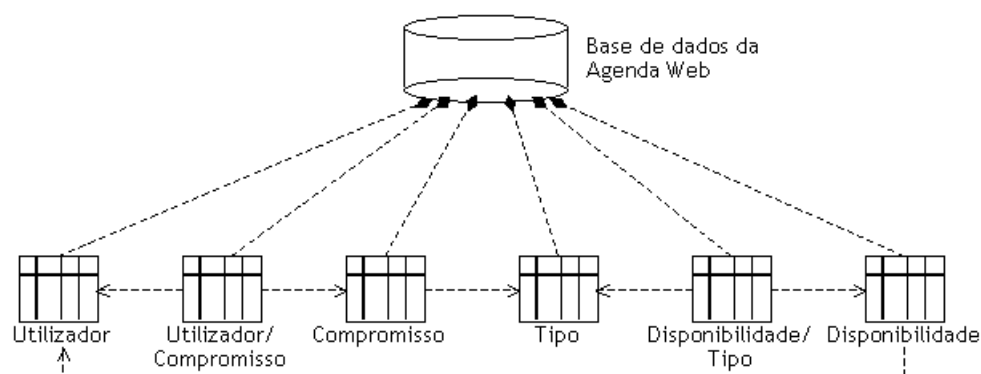 Base de dados da
Agenda Web
Utilizador
Utilizador/
Compromisso
Compromisso
Tipo
Disponibilidade/
Tipo
Disponibilidade